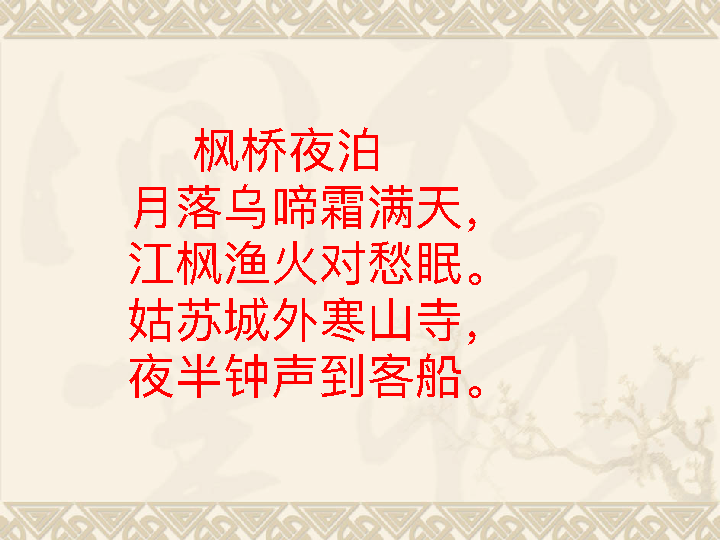 枫桥夜泊
月落乌啼霜满天，
江枫渔火对愁眠。
姑苏城外寒山寺，
夜半钟声到客船。